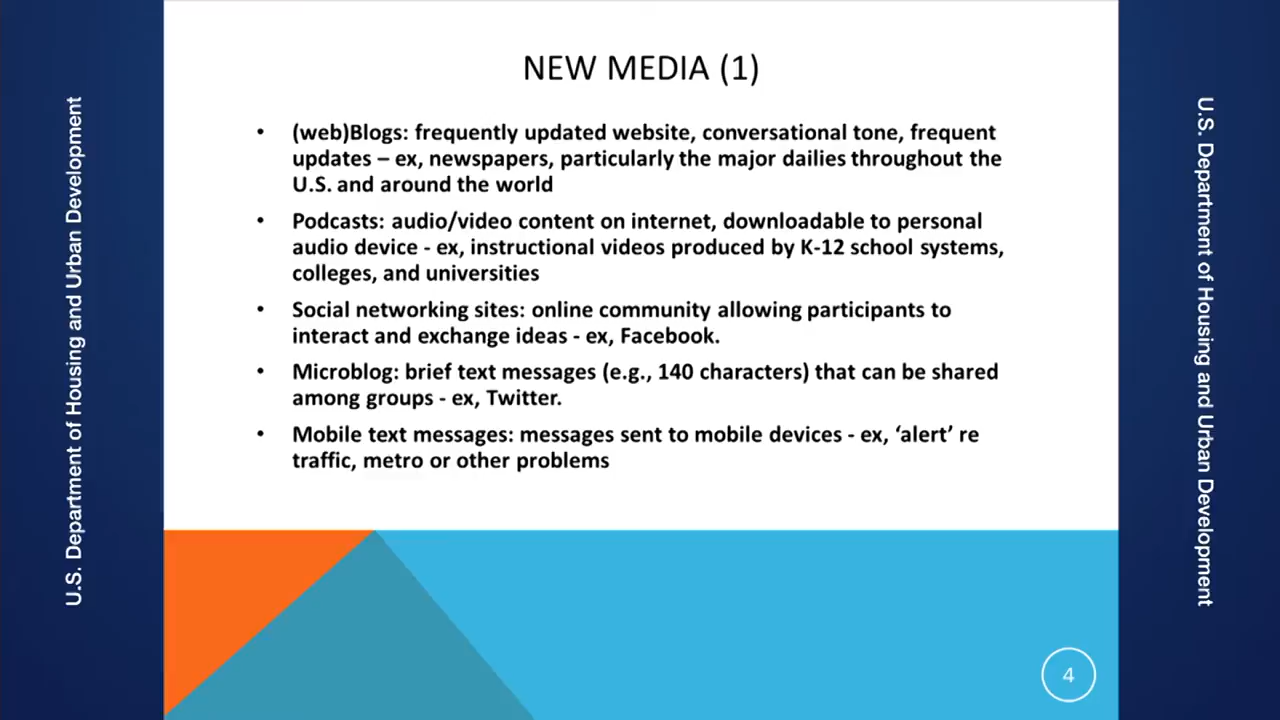 U.S. Department of Housing and Urban Development
NEW MEDIA (1)
• (web)Blogs: frequently updated website, conversational tone, frequent
updates – ex, newspapers, particularly the major dailies throughout the
U.S. and around the world
• Podcasts: audio/video content on internet, downloadable to personal
audio device - ex, instructional videos produced by K-12 school systems,
colleges, and universities
• Social networking sites: online community allowing participants to
interact and exchange ideas - ex, Facebook.
• Microblog: brief text messages (e.g., 140 characters) that can be shared
among groups - ex, Twitter.
• Mobile text messages: messages sent to mobile devices - ex, ‘alert’ re
traffic, metro or other problems
4
U.S. Department of Housing and Urban Development